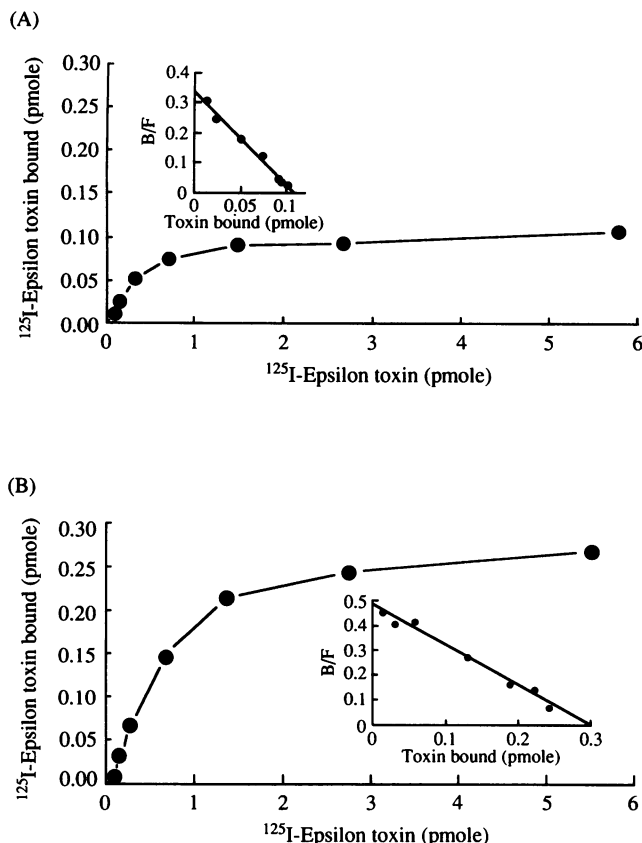 (A)
¹²⁵I-Epsilon toxin bound (pmole)
0.30
0.25
0.20
0.15
0.10
0.05
0.00
0 1 2 3 4 5 6
¹²⁵I-Epsilon toxin (pmole)
B/F
0.4
0.3
0.2
0.1
0
0 0.05 0.1
Toxin bound (pmole)
(B)
¹²⁵I-Epsilon toxin bound (pmole)
0.30
0.25
0.20
0.15
0.10
0.05
0.00
0 1 2 3 4 5 6
¹²⁵I-Epsilon toxin (pmole)
B/F
0.5
0.4
0.3
0.2
0.1
0
0 0.1 0.2 0.3
Toxin bound (pmole)